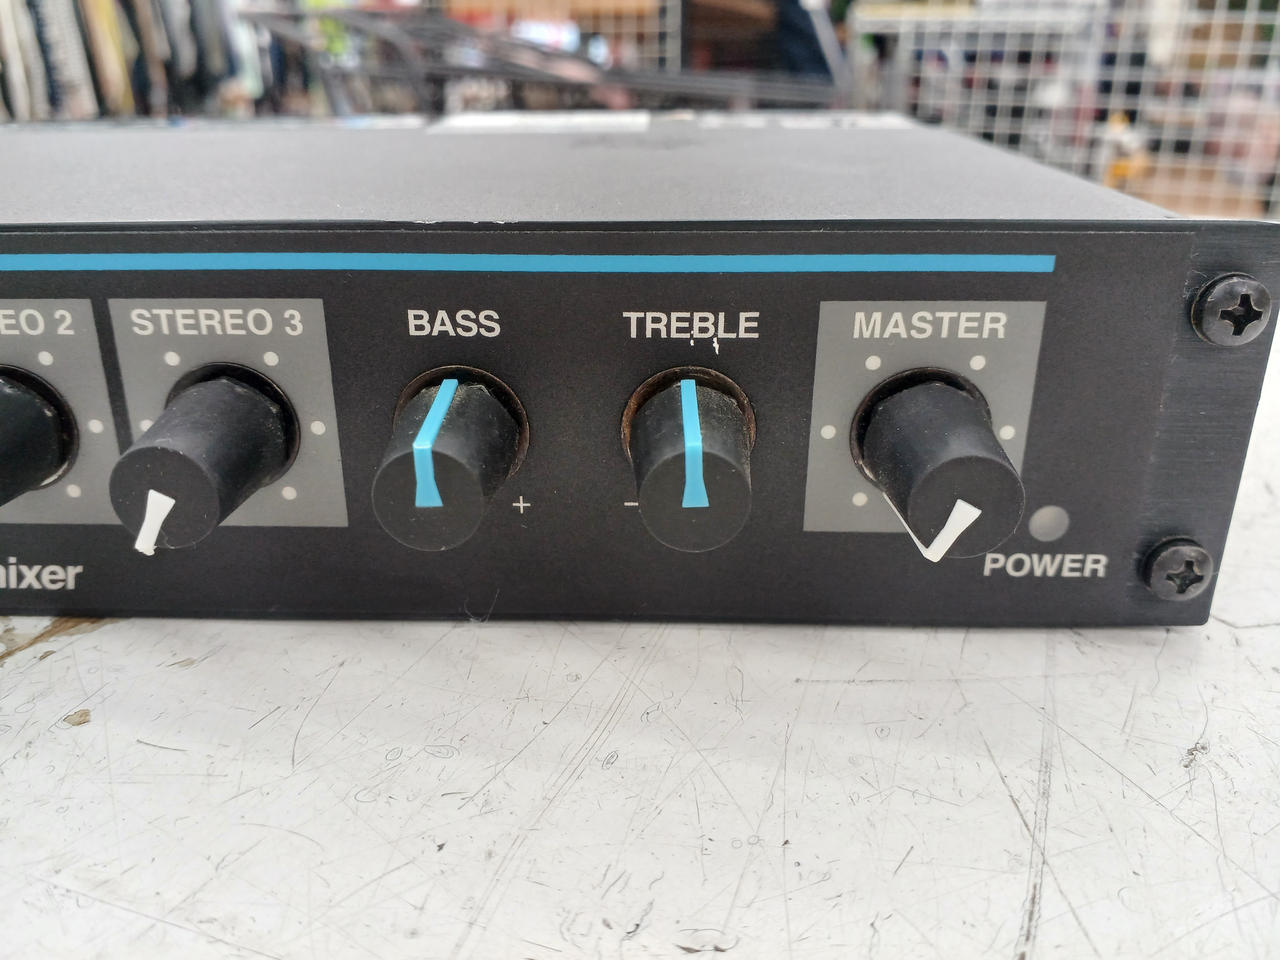 EO 2
STEREO 3
BASS
TREBLE
MASTER
+
-
POWER
mixer